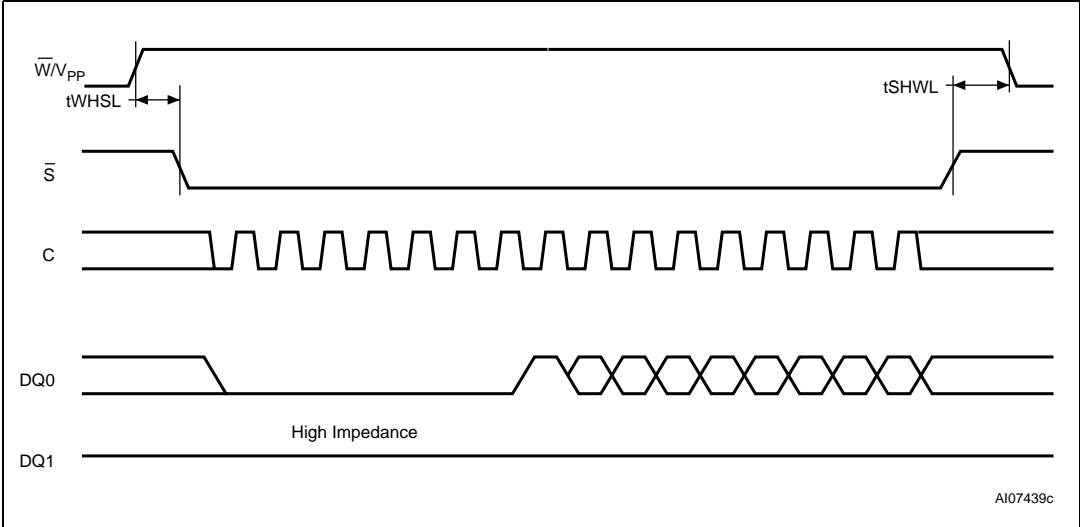 W̅/VPP
tWHSL
tSHWL
S̅
C
DQ0
High Impedance
DQ1
AI07439c